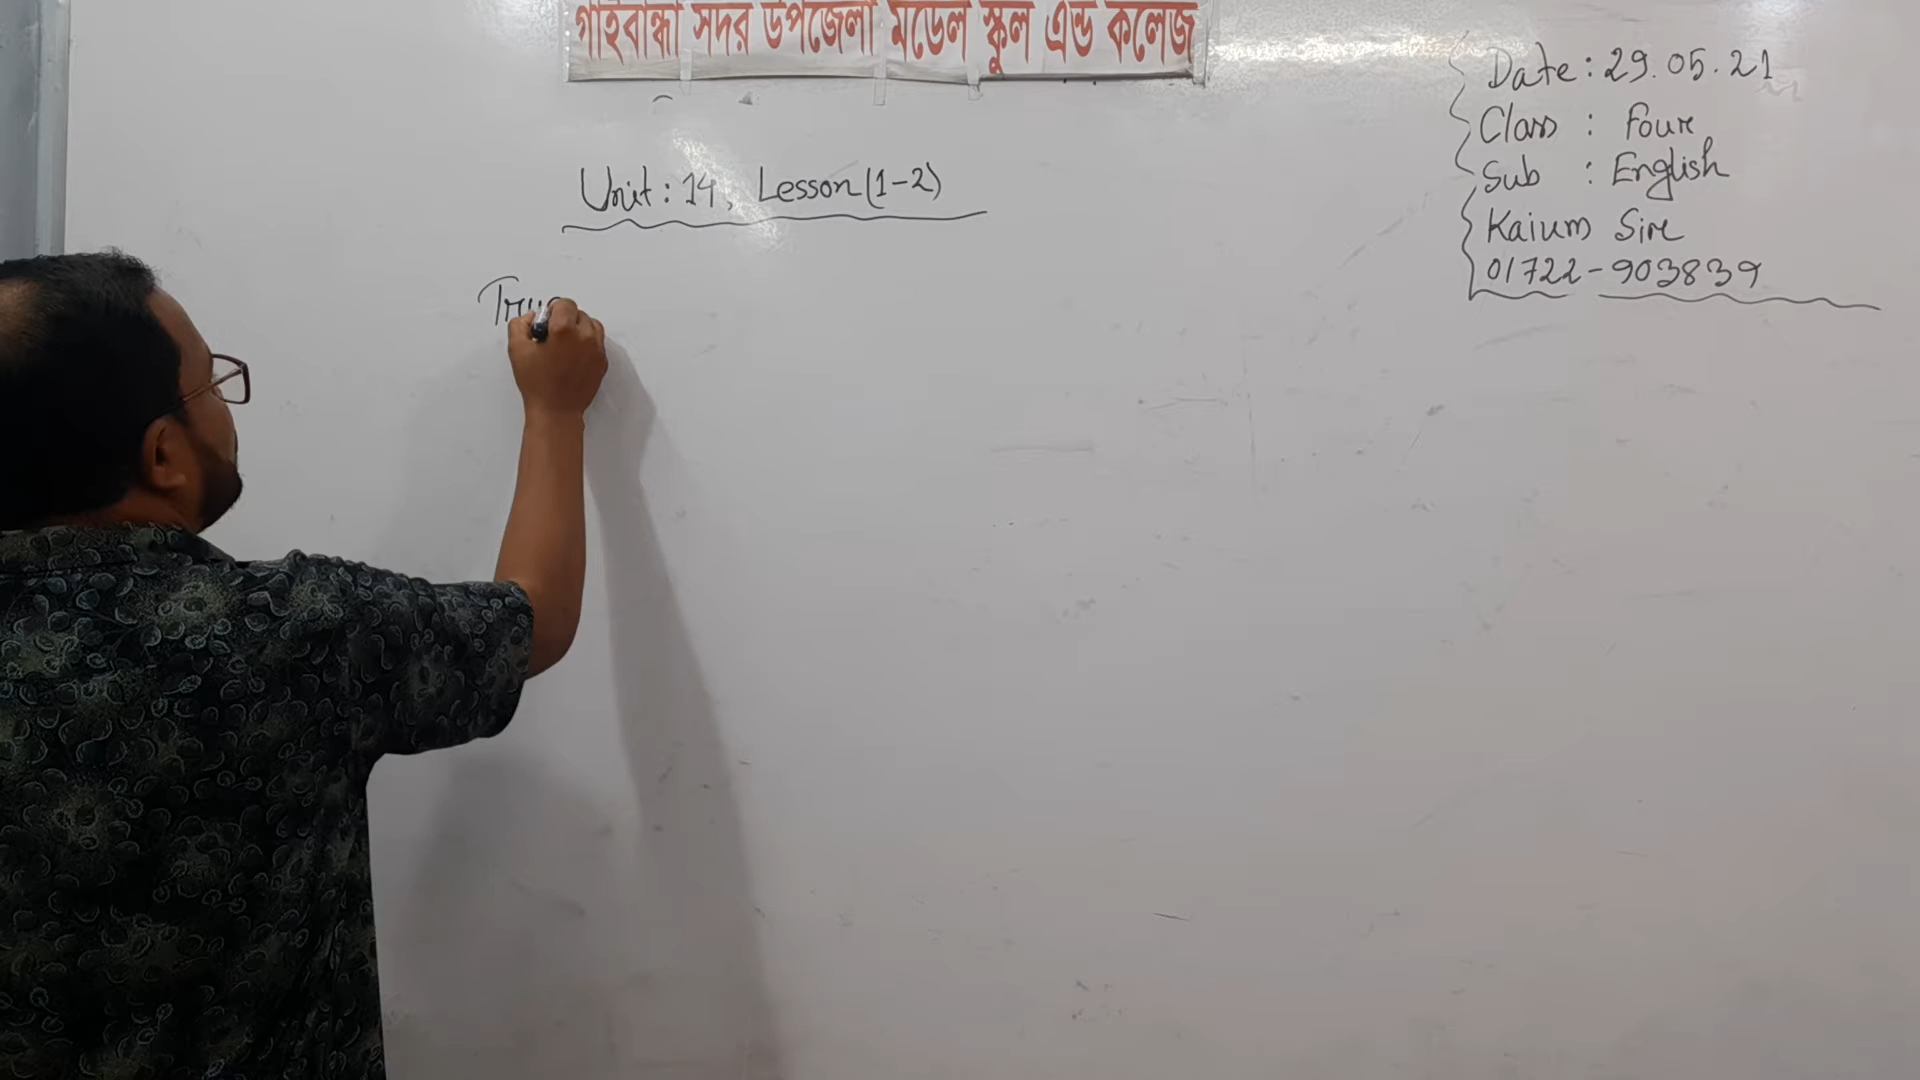 গাইবান্ধা সদর উপজেলা মডেল স্কুল এন্ড কলেজ
Date: 29.05.21
Class : Four
Sub : English
Kaium Sir
01722-903839
Unit: 14, Lesson (1-2)
True